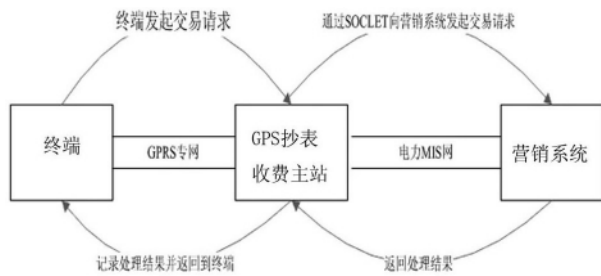 终端发起交易请求
通过SOCLET向营销系统发起交易请求
终端
GPRS专网
GPS抄表
收费主站
电力MIS网
营销系统
记录处理结果并返回到终端
返回处理结果